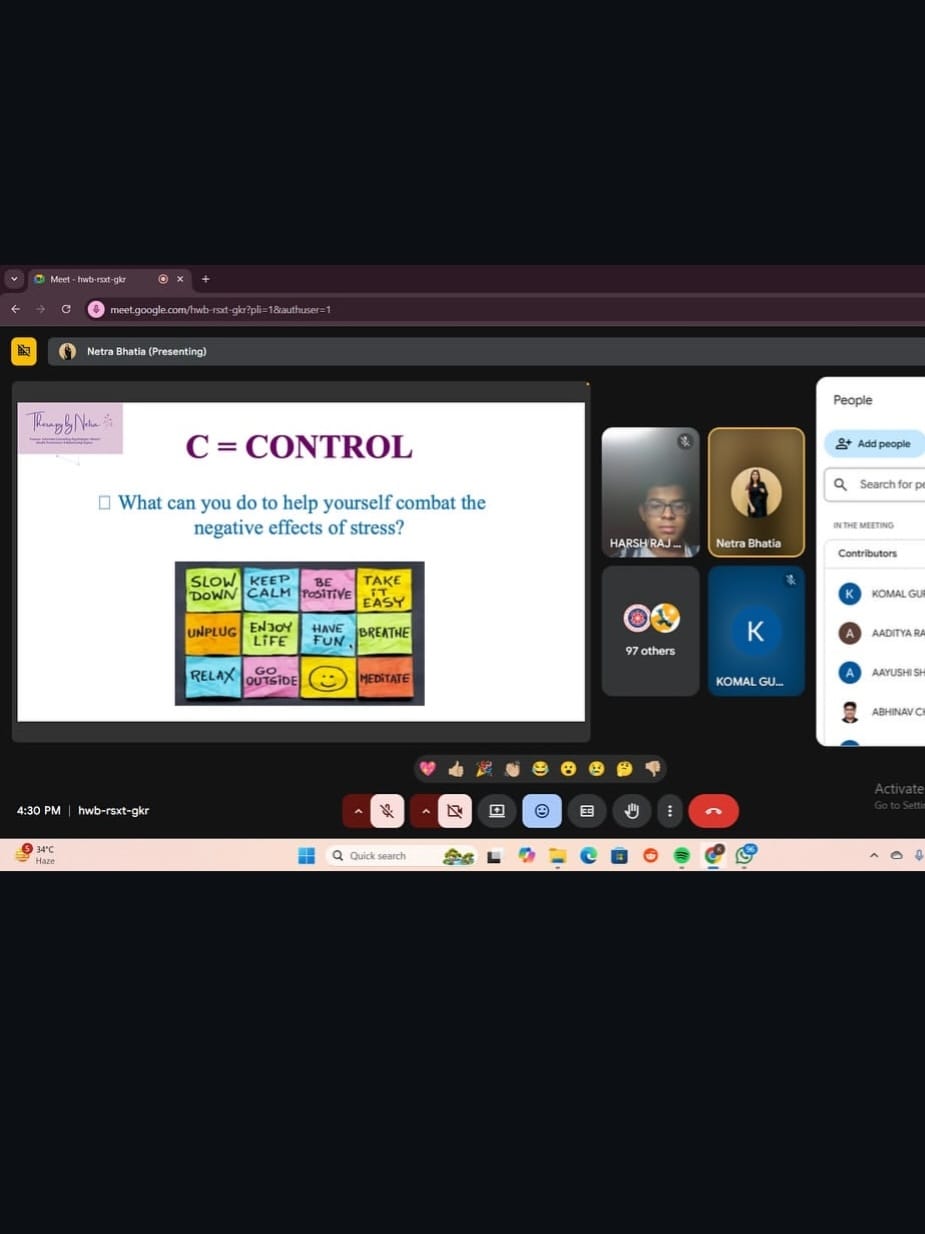 Meet - hwb-rsxt-gkr
meet.google.com/hwb-rsxt-gkr?pli=1&authuser=1
Netra Bhatia (Presenting)
Therapy by Netra
C = CONTROL
What can you do to help yourself combat the
negative effects of stress?
SLOW DOWN
KEEP CALM
BE POSITIVE
TAKE IT EASY
UNPLUG
ENJOY LIFE
HAVE FUN
BREATHE
RELAX
GO OUTSIDE
MEDITATE
HARSH RAJ ...
Netra Bhatia
97 others
K
KOMAL GU...
People
Add people
Search for pe
IN THE MEETING
Contributors
K KOMAL GUP
A AADITYA RA
A AAYUSHI SH
ABHINAV CH
4:30 PM | hwb-rsxt-gkr
Activate
Go to Settin
5
34°C
Haze
Quick search